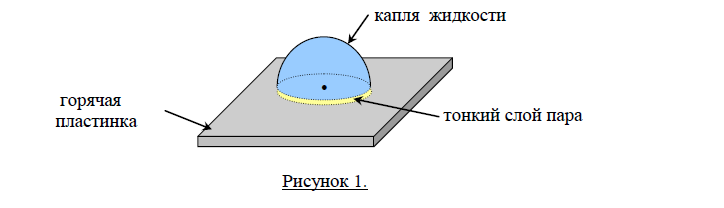 капля жидкости
горячая
пластинка
тонкий слой пара
Рисунок 1.